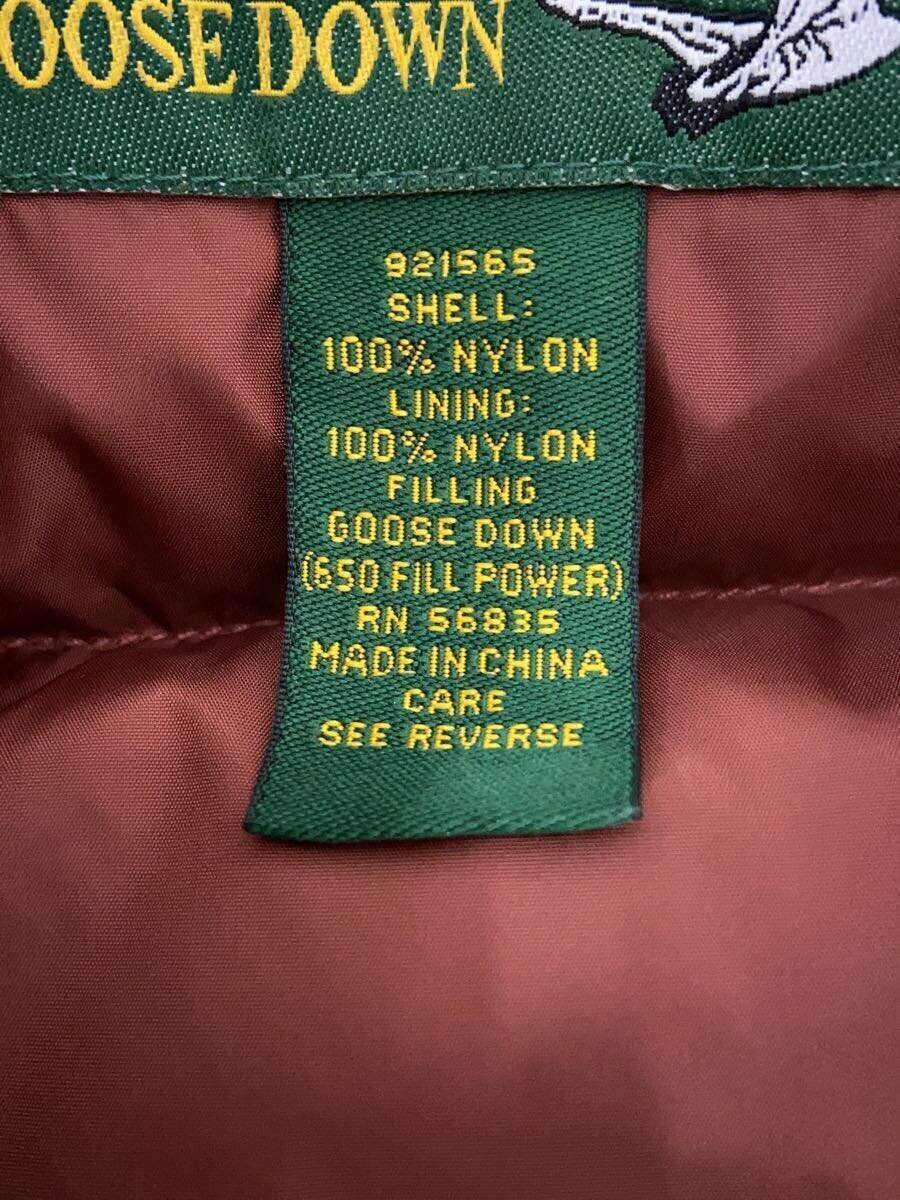 OOSE DOWN
921565
SHELL:
100% NYLON
LINING:
100% NYLON
FILLING
GOOSE DOWN
(650 FILL POWER)
RN 56835
MADE IN CHINA
CARE
SEE REVERSE